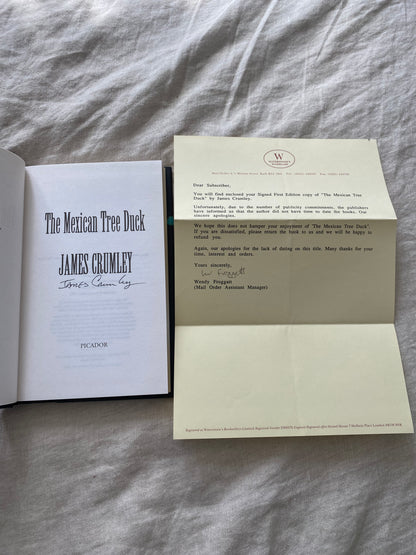 The Mexican Tree Duck
JAMES CRUMLEY
James Crumley
PICADOR
W
WATERSTONE'S
Dear Subscriber,
You will find enclosed your Signed First Edition copy of "The Mexican Tree
Duck" by James Crumley.
Unfortunately, due to the number of publicity commitments, the publishers
have informed us that the author did not have time to date for books. Our
sincere apologies.
We hope this does not hamper your enjoyment of "The Mexican Tree Duck".
If you are dissatisfied, please return the book to us and we will be happy to
refund you.
Again, our apologies for the lack of dating on this title. Many thanks for your
time, interest and orders.
Yours sincerely,
W Froggatt
Wendy Froggatt
(Mail Order Assistant Manager)